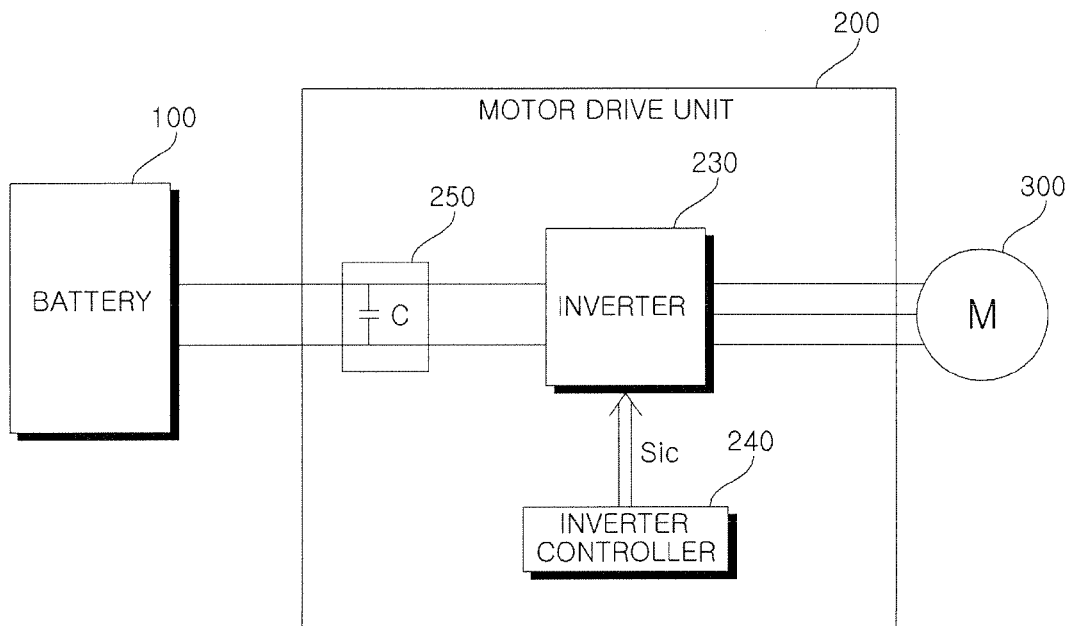 200
MOTOR DRIVE UNIT
100
230
250
300
BATTERY
C
INVERTER
M
Sic
240
INVERTER
CONTROLLER